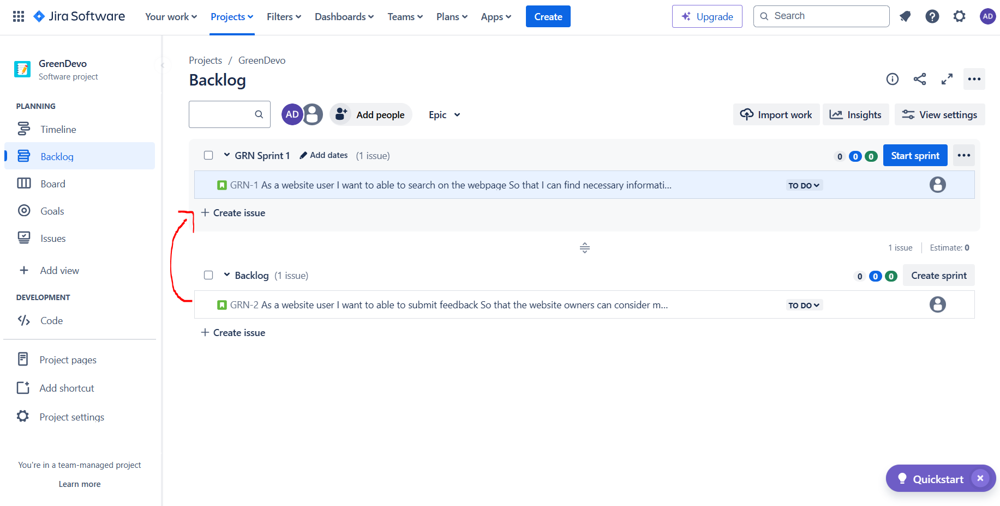 Jira Software Your work Projects Filters Dashboards Teams Plans Apps Create Upgrade Search AD
GreenDevo
Software project
PLANNING
Timeline
Backlog
Board
Goals
Issues
Add view
DEVELOPMENT
Code
Project pages
Add shortcut
Project settings
You're in a team-managed project
Learn more
Projects / GreenDevo
Backlog
AD Add people Epic Import work Insights View settings
GRN Sprint 1 Add dates (1 issue) 0 0 0 Start sprint
GRN-1 As a website user I want to able to search on the webpage So that I can find necessary informati... TO DO
+ Create issue
1 issue Estimate: 0
Backlog (1 issue) 0 0 0 Create sprint
GRN-2 As a website user I want to able to submit feedback So that the website owners can consider m... TO DO
+ Create issue
Quickstart